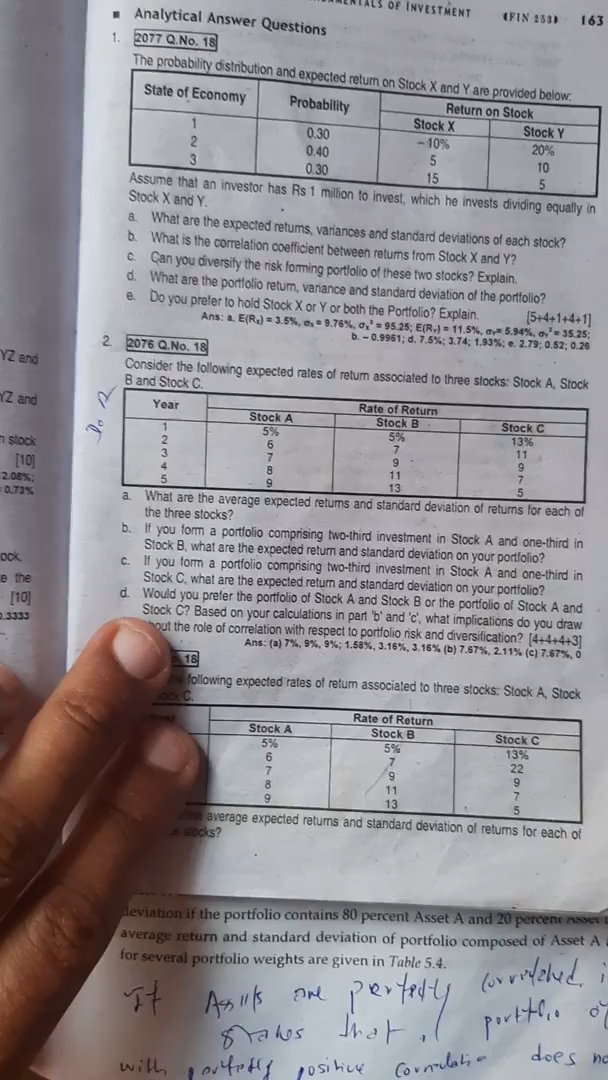 OF INVESTMENT (FIN 253) 163
■ Analytical Answer Questions
1. 2077 Q.No. 18
The probability distribution and expected return on Stock X and Y are provided below:
State of Economy Probability Return on Stock
Stock X Stock Y
1 0.30 - 10% 20%
2 0.40 5 10
3 0.30 15 5
Assume that an investor has Rs 1 million to invest, which he invests dividing equally in
Stock X and Y.
a. What are the expected returns, variances and standard deviations of each stock?
b. What is the correlation coefficient between returns from Stock X and Y?
c. Can you diversify the risk forming portfolio of these two stocks? Explain.
d. What are the portfolio return, variance and standard deviation of the portfolio?
e. Do you prefer to hold Stock X or Y or both the Portfolio? Explain. [5+4+1+4+1]
Ans: a. E(Rx) = 3.5%, σx = 9.76%, σx² = 95.25; E(RY) = 11.5%, σY= 5.94%, σY² = 35.25;
b. – 0.9961; d. 7.5%; 3.74; 1.93%; e. 2.79; 0.52; 0.26
2. 2076 Q.No. 18
Consider the following expected rates of return associated to three stocks: Stock A, Stock
B and Stock C.
Year Rate of Return
Stock A Stock B Stock C
1 5% 5% 13%
2 6 7 11
3 7 9 9
4 8 11 7
5 9 13 5
a. What are the average expected returns and standard deviation of returns for each of
the three stocks?
b. If you form a portfolio comprising two-third investment in Stock A and one-third in
Stock B, what are the expected return and standard deviation on your portfolio?
c. If you form a portfolio comprising two-third investment in Stock A and one-third in
Stock C, what are the expected return and standard deviation on your portfolio?
d. Would you prefer the portfolio of Stock A and Stock B or the portfolio of Stock A and
Stock C? Based on your calculations in part 'b' and 'c', what implications do you draw
about the role of correlation with respect to portfolio risk and diversification? [4+4+4+3]
Ans: (a) 7%, 9%, 9%; 1.58%, 3.16%, 3.16% (b) 7.67%, 2.11% (c) 7.67%, 0
18
following expected rates of return associated to three stocks: Stock A, Stock
C.
Rate of Return
Stock A Stock B Stock C
5% 5% 13%
6 7 22
7 9 9
8 11 7
9 13 5
average expected returns and standard deviation of returns for each of
stocks?
YZ and
YZ and
n stock
[10]
2.08%;
0.73%
ock.
e the
[10]
0.3333
deviation if the portfolio contains 80 percent Asset A and 20 percent Asset
average return and standard deviation of portfolio composed of Asset A
for several portfolio weights are given in Table 5.4.
If Assets are perfectly correlated,
that portfolio of
with perfectly positive Correlation does no